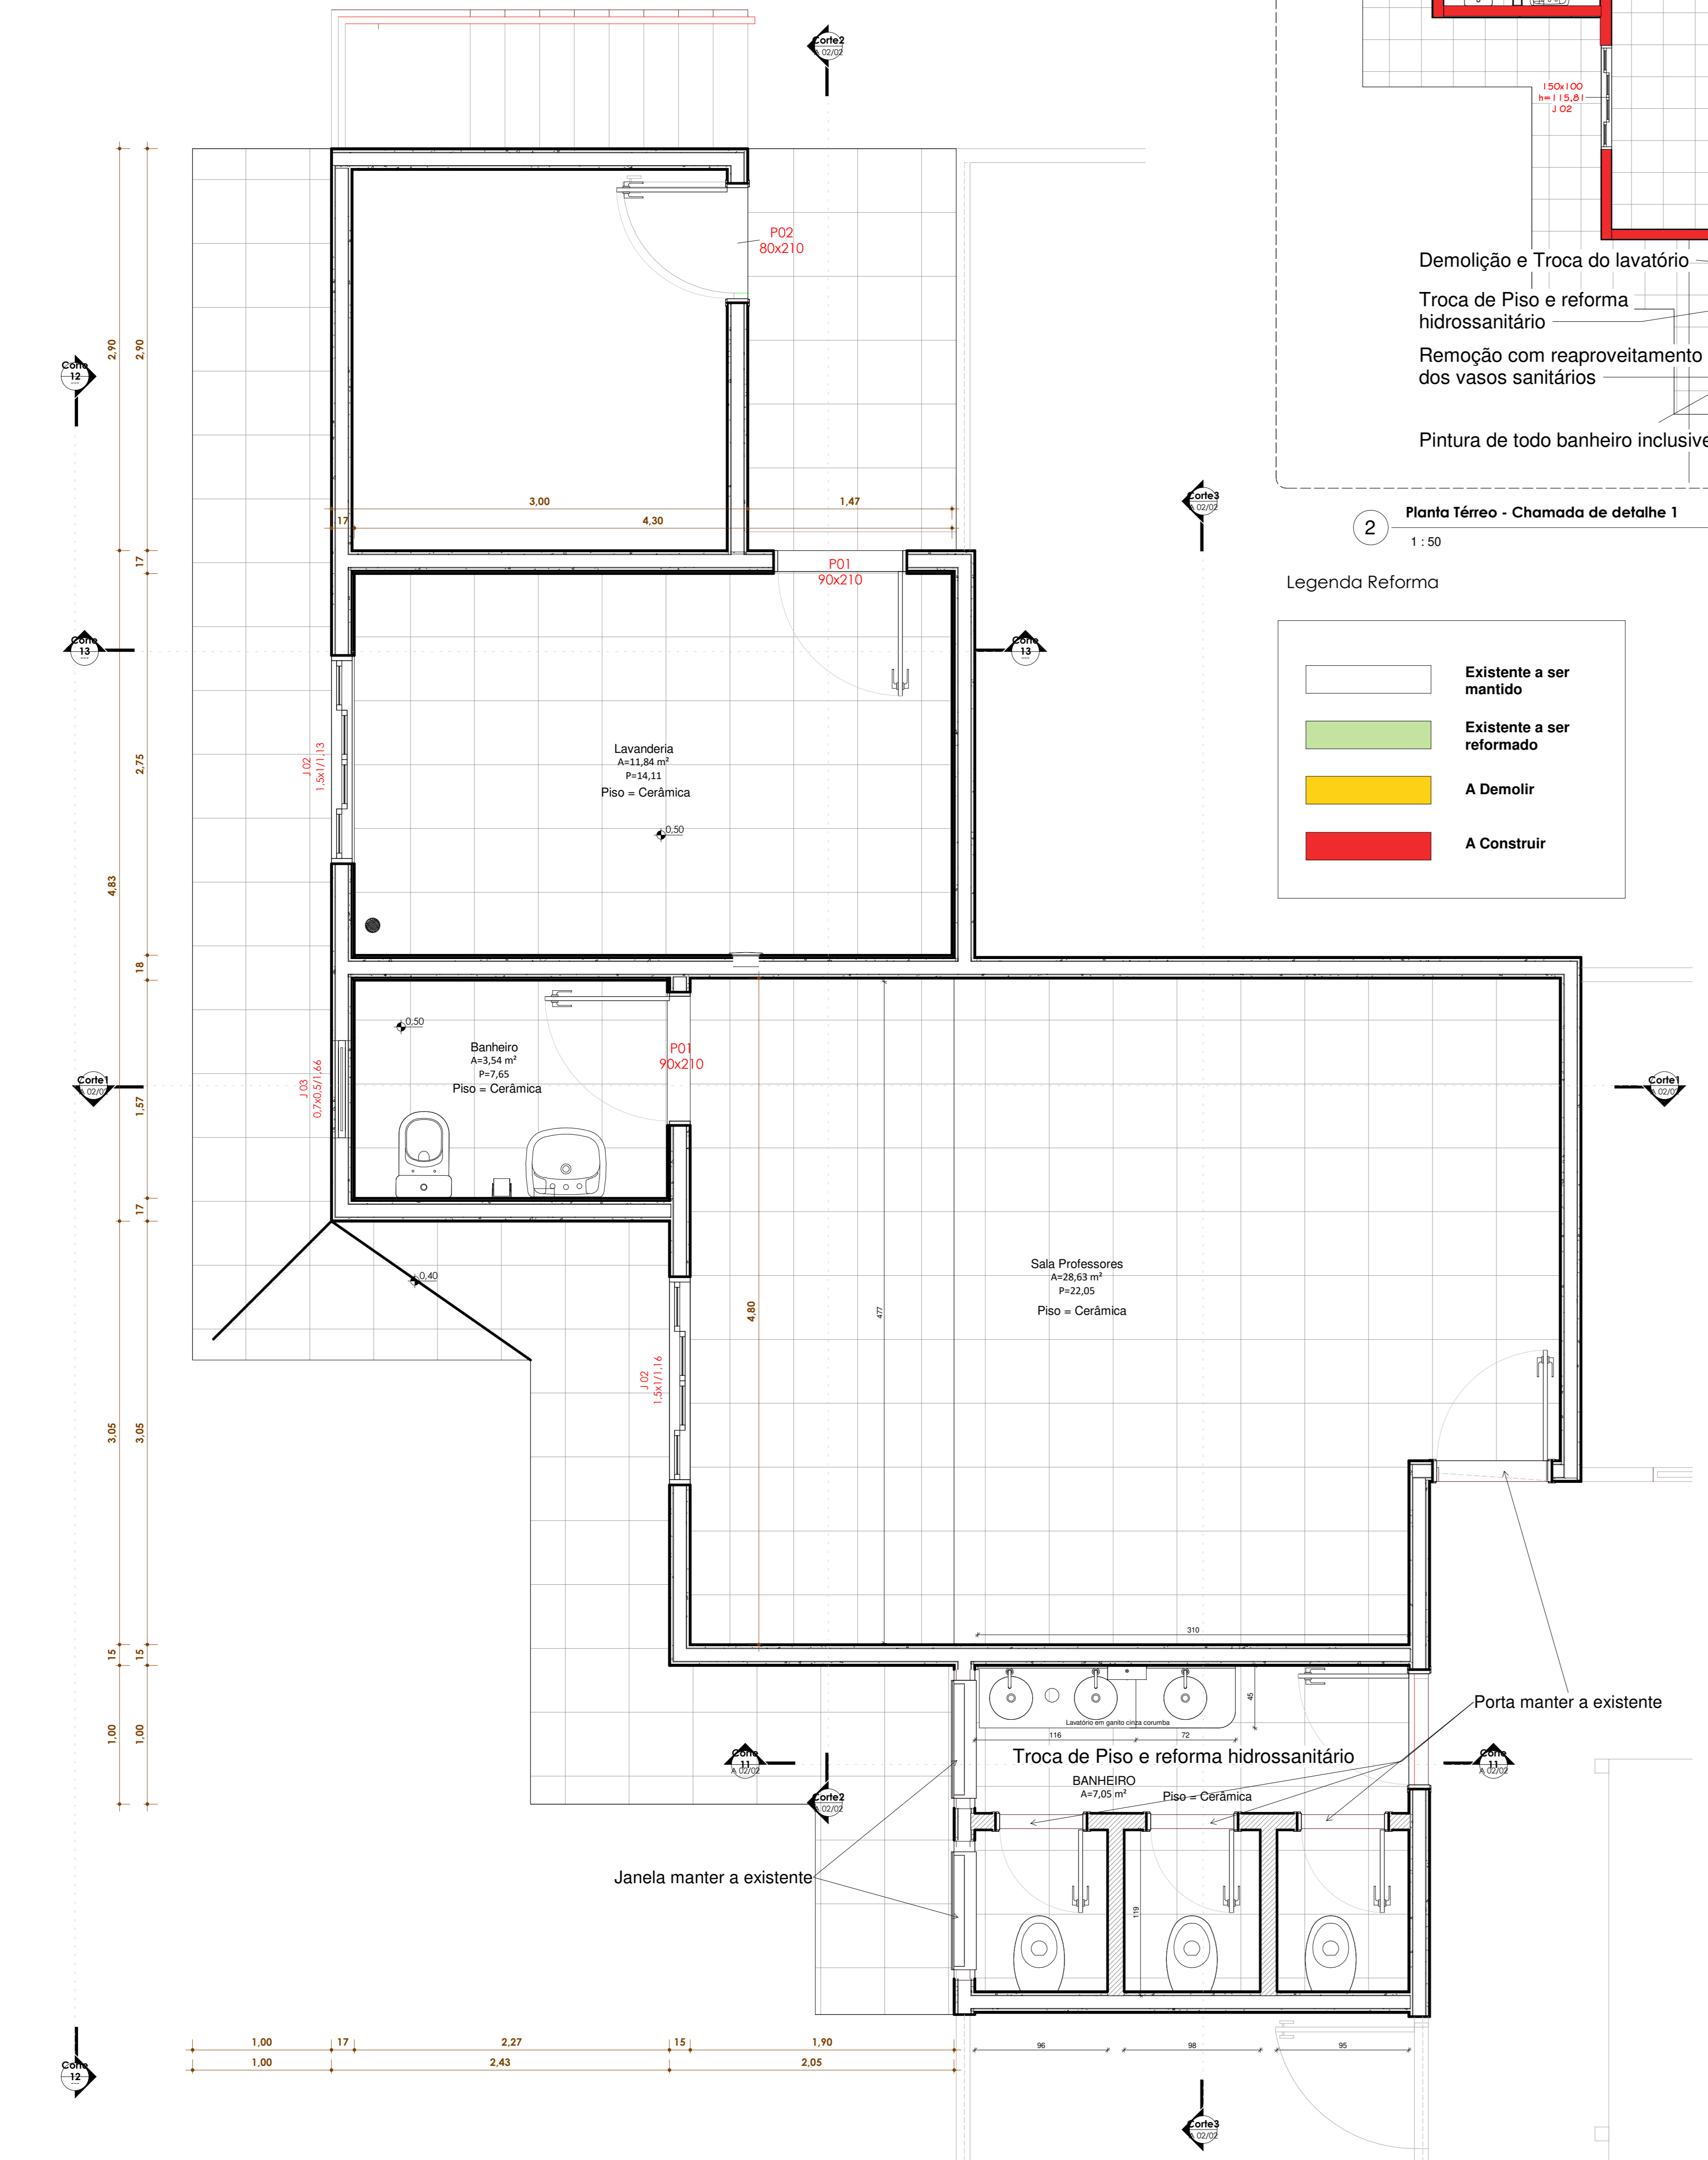 Corte2
A 02/02
150x100
h=115,81
J 02
P02
80x210
Demolição e Troca do lavatório
Troca de Piso e reforma
hidrossanitário
Remoção com reaproveitamento
dos vasos sanitários
Pintura de todo banheiro inclusive
2,90
2,90
Corte
12
3,00
1,47
17
4,30
Corte3
A 02/02
2
Planta Térreo - Chamada de detalhe 1
1 : 50
17
P01
90x210
Legenda Reforma
Existente a ser
mantido
Existente a ser
reformado
A Demolir
A Construir
Corte
13
Corte
13
J 02
1,5x1/1,13
2,75
Lavanderia
A=11,84 m²
P=14,11
Piso = Cerâmica
0,50
4,83
18
0,50
Banheiro
A=3,54 m²
P=7,65
Piso = Cerâmica
P01
90x210
J 03
0,7x0,5/1,66
Corte1
A 02/02
Corte1
A 02/02
1,57
17
0,40
Sala Professores
A=28,63 m²
P=22,05
Piso = Cerâmica
4,80
477
J 02
1,5x1/1,16
3,05
3,05
310
15
15
1,00
1,00
45
Lavatório em ganito cinza corumba
116
72
Porta manter a existente
Troca de Piso e reforma hidrossanitário
BANHEIRO
A=7,05 m²
Piso = Cerâmica
Corte
11
A 02/02
Corte
11
A 02/02
Corte2
A 02/02
Janela manter a existente
119
1,00
17
2,27
15
1,90
1,00
2,43
2,05
96
98
95
Corte
12
Corte3
A 02/02